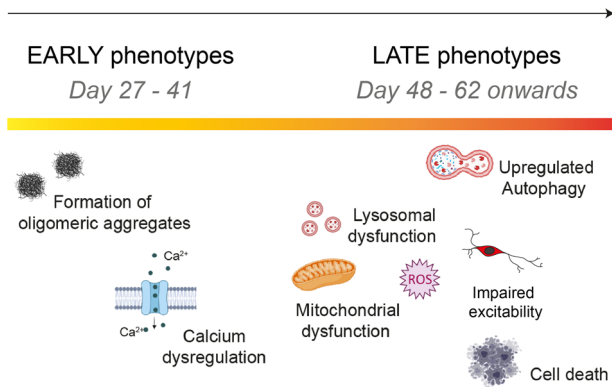 EARLY phenotypes
Day 27 - 41
LATE phenotypes
Day 48 - 62 onwards
Formation of
oligomeric aggregates
Ca²⁺
Ca²⁺
Calcium
dysregulation
Lysosomal
dysfunction
Mitochondrial
dysfunction
ROS
Upregulated
Autophagy
Impaired
excitability
Cell death